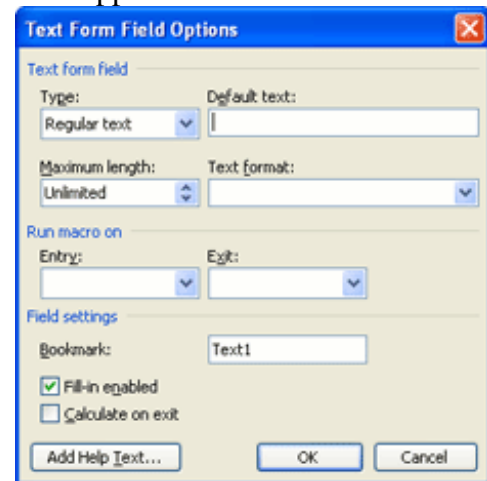 Text Form Field Options
Text form field
Type: Default text:
Regular text
Maximum length: Text format:
Unlimited
Run macro on
Entry: Exit:
Field settings
Bookmark: Text1
Fill-in enabled
Calculate on exit
Add Help Text... OK Cancel